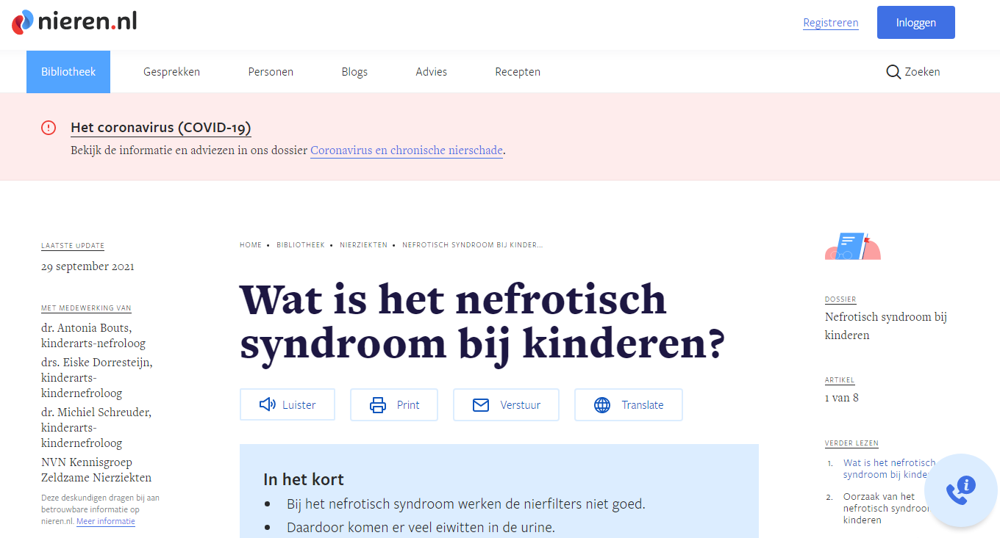 nieren.nl
Registreren
Inloggen
Bibliotheek
Gesprekken
Personen
Blogs
Advies
Recepten
Zoeken
Het coronavirus (COVID-19)
Bekijk de informatie en adviezen in ons dossier Coronavirus en chronische nierschade.
LAATSTE UPDATE
29 september 2021
MET MEDEWERKING VAN
dr. Antonia Bouts,
kinderarts-nefroloog
drs. Eiske Dorresteijn,
kinderarts-
kindernefroloog
dr. Michiel Schreuder,
kinderarts-
kindernefroloog
NVN Kennisgroep
Zeldzame Nierziekten
Deze deskundigen dragen bij aan
betrouwbare informatie op
nieren.nl. Meer informatie
HOME • BIBLIOTHEEK • NIERZIEKTEN • NEFROTISCH SYNDROOM BIJ KINDER...
Wat is het nefrotisch
syndroom bij kinderen?
Luister
Print
Verstuur
Translate
In het kort
• Bij het nefrotisch syndroom werken de nierfilters niet goed.
• Daardoor komen er veel eiwitten in de urine.
DOSSIER
Nefrotisch syndroom bij
kinderen
ARTIKEL
1 van 8
VERDER LEZEN
1. Wat is het nefrotisch
syndroom bij
2. Oorzaak van het
nefrotisch
kinderen